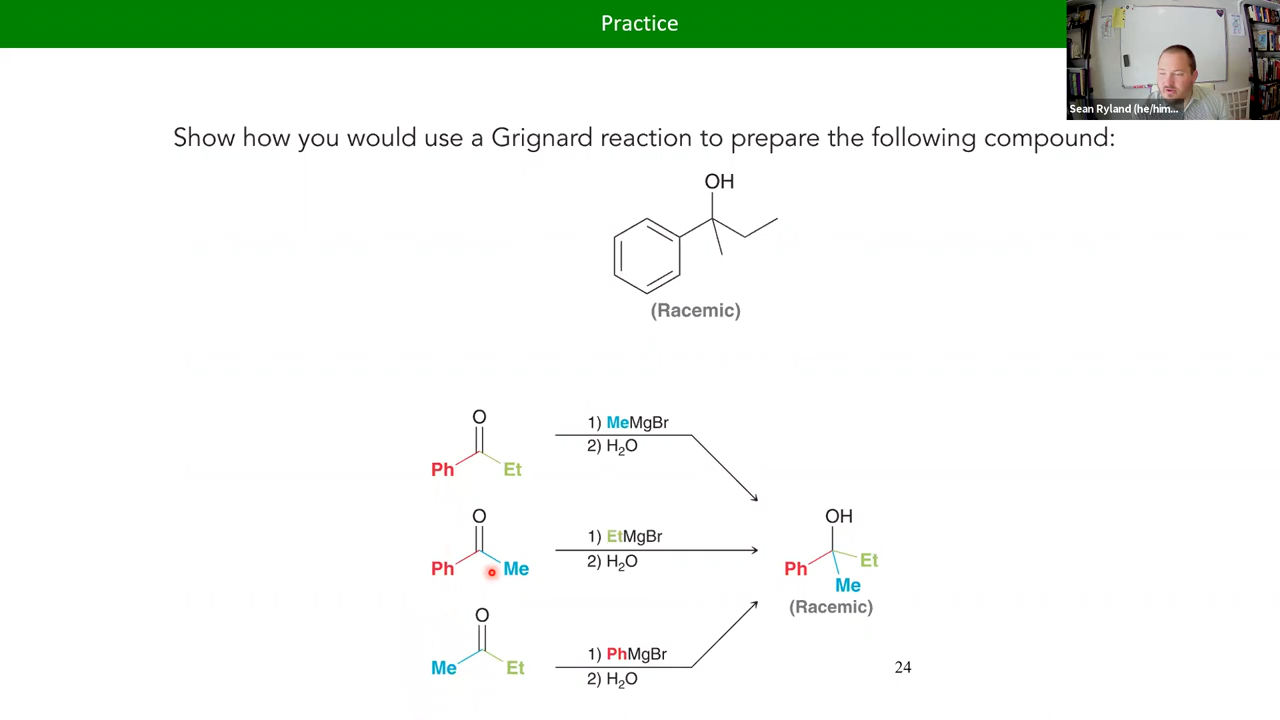 Practice
Sean Ryland (he/him...
Show how you would use a Grignard reaction to prepare the following compound:
OH
(Racemic)
O
1) MeMgBr
2) H₂O
Ph
Et
O
1) EtMgBr
2) H₂O
Ph
Me
OH
Ph
Et
Me
(Racemic)
O
1) PhMgBr
2) H₂O
Me
Et
24